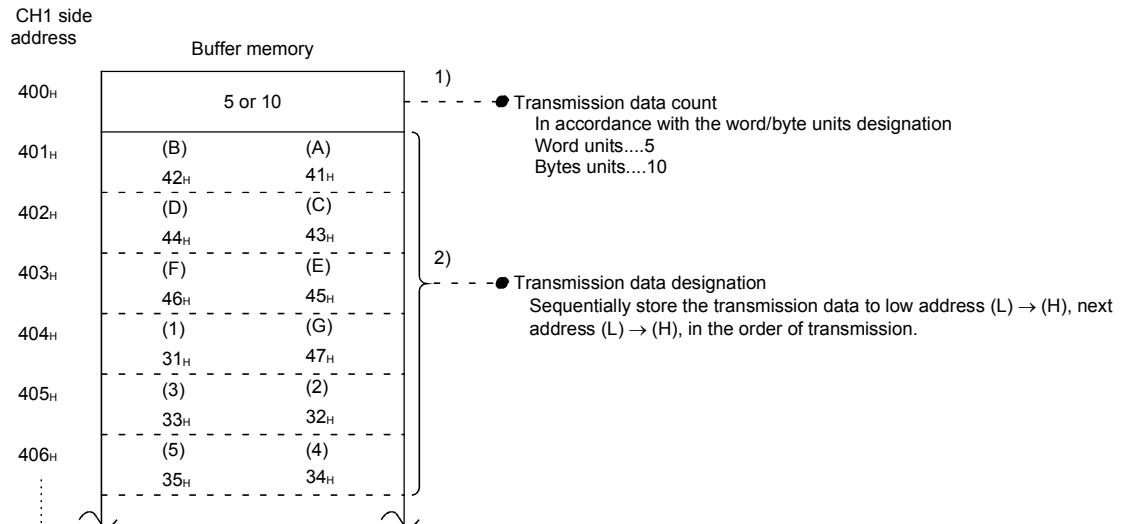 CH1 side
address
Buffer memory
1)
400H
5 or 10
Transmission data count
In accordance with the word/byte units designation
Word units....5
Bytes units....10
401H
(B) (A)
42H 41H
402H
(D) (C)
44H 43H
2)
403H
(F) (E)
46H 45H
Transmission data designation
Sequentially store the transmission data to low address (L) → (H), next
address (L) → (H), in the order of transmission.
404H
(1) (G)
31H 47H
405H
(3) (2)
33H 32H
406H
(5) (4)
35H 34H